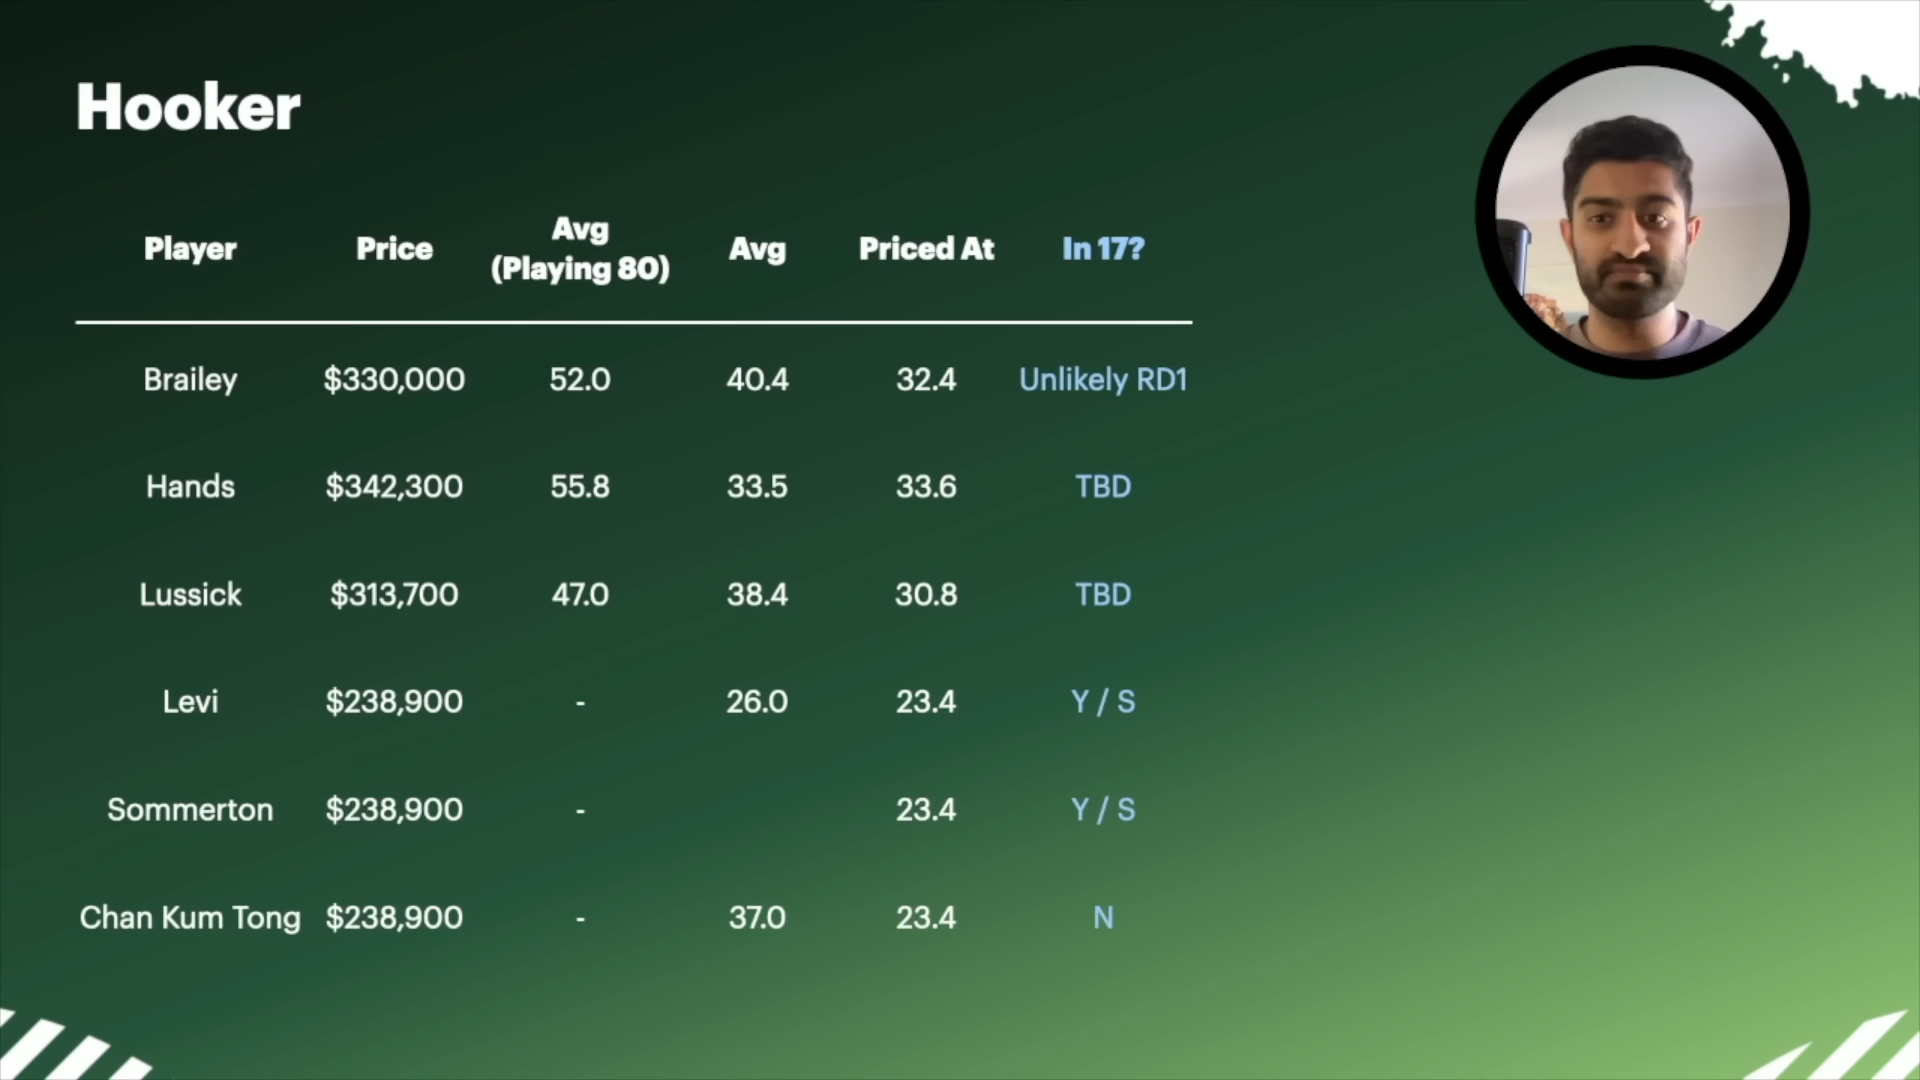 Hooker
Player Price Avg (Playing 80) Avg Priced At In 17?
Brailey $330,000 52.0 40.4 32.4 Unlikely RD1
Hands $342,300 55.8 33.5 33.6 TBD
Lussick $313,700 47.0 38.4 30.8 TBD
Levi $238,900 - 26.0 23.4 Y / S
Sommerton $238,900 - 23.4 Y / S
Chan Kum Tong $238,900 - 37.0 23.4 N